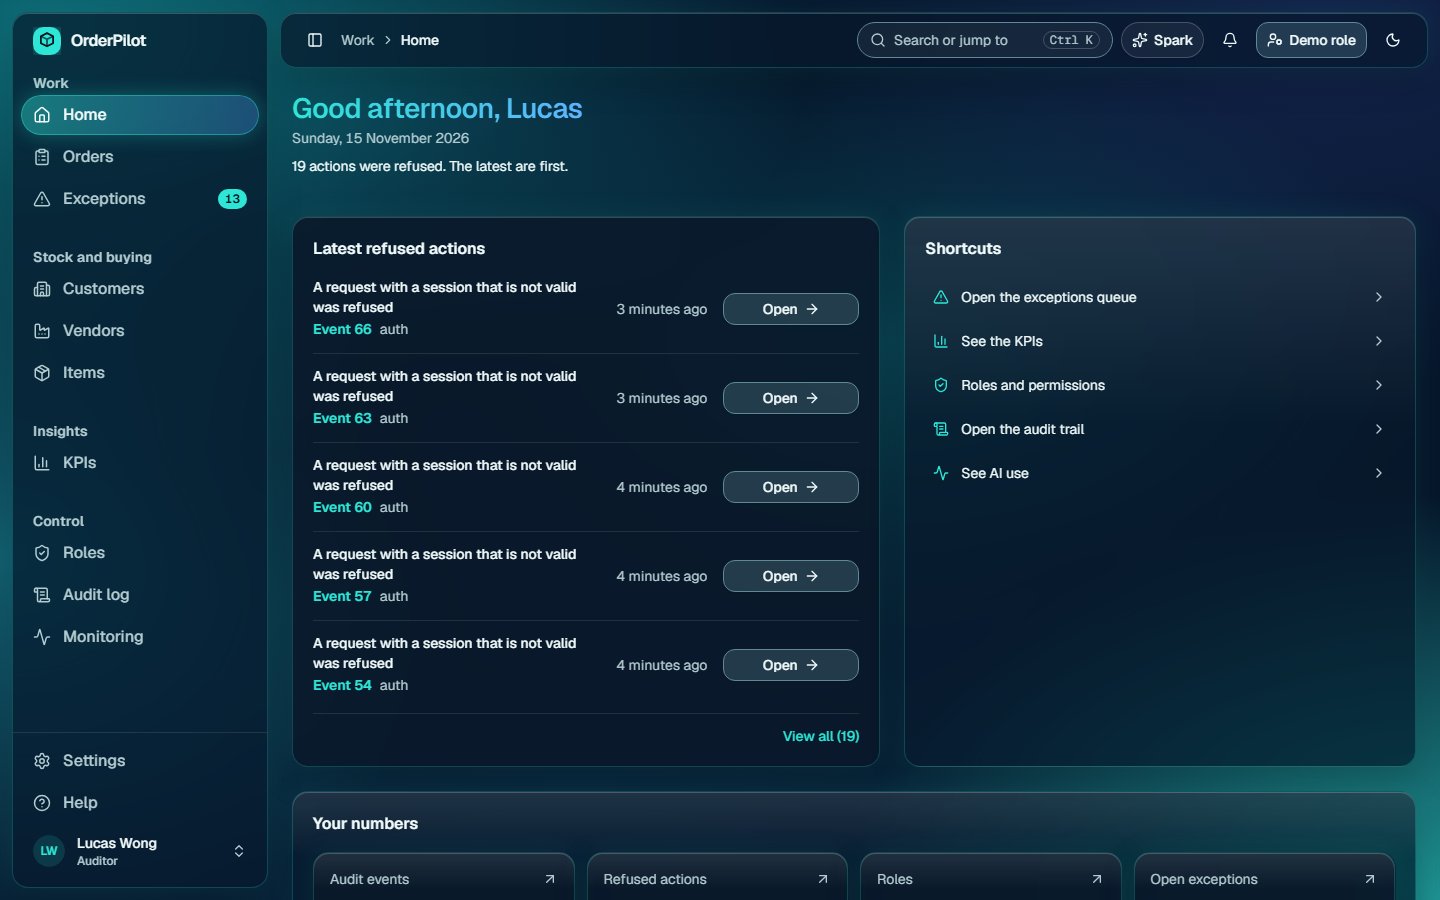 OrderPilot
Work
Home
Orders
Exceptions 13
Stock and buying
Customers
Vendors
Items
Insights
KPIs
Control
Roles
Audit log
Monitoring
Settings
Help
LW
Lucas Wong
Auditor
Work > Home
Search or jump to Ctrl K
Spark
Demo role
Good afternoon, Lucas
Sunday, 15 November 2026
19 actions were refused. The latest are first.
Latest refused actions
A request with a session that is not valid
was refused
Event 66 auth
3 minutes ago
Open
A request with a session that is not valid
was refused
Event 63 auth
3 minutes ago
Open
A request with a session that is not valid
was refused
Event 60 auth
4 minutes ago
Open
A request with a session that is not valid
was refused
Event 57 auth
4 minutes ago
Open
A request with a session that is not valid
was refused
Event 54 auth
4 minutes ago
Open
View all (19)
Shortcuts
Open the exceptions queue
See the KPIs
Roles and permissions
Open the audit trail
See AI use
Your numbers
Audit events
Refused actions
Roles
Open exceptions